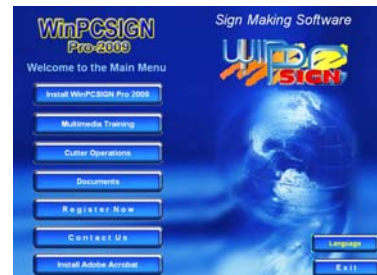 WinPCSIGN
Pro-2009
Welcome to the Main Menu
Install WinPCSIGN Pro 2009
Multimedia Training
Cutter Operations
Documents
Register Now
Contact Us
Install Adobe Acrobat
Sign Making Software
SIGN
Language
Exit